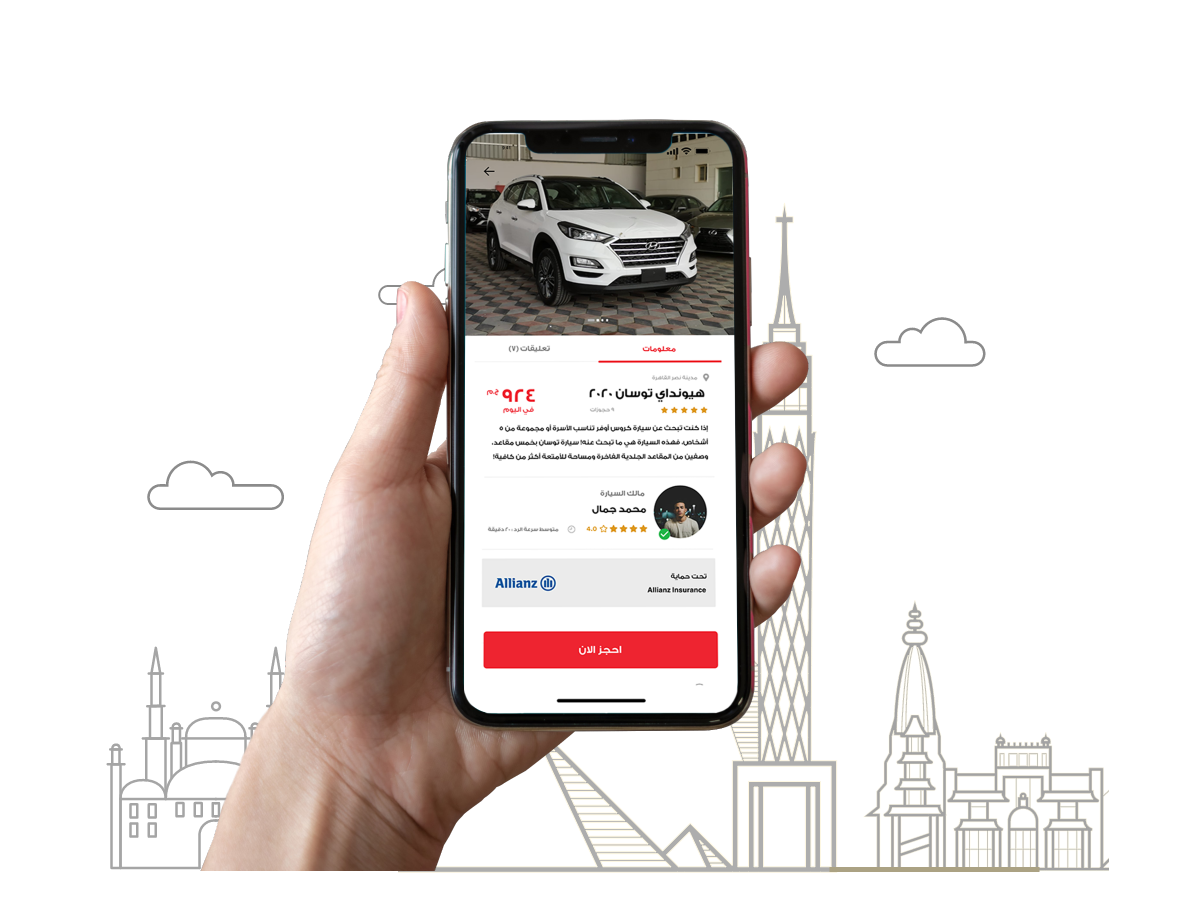 معلومات
تعليقات (٧)
مدينة نصر القاهرة
هيونداي توسان ٢٠٢٠
٩٢٤ ج.م
في اليوم
٩ حجوزات
إذا كنت تبحث عن سيارة كروس أوفر تناسب الأسرة أو مجموعة من ٥
أشخاص، فهذه السيارة هي ما تبحث عنه! سيارة توسان بخمس مقاعد،
وصفين من المقاعد الجلدية الفاخرة ومساحة للأمتعة أكثر من كافية!
مالك السيارة
محمد جمال
4.0
متوسط سرعة الرد: ٢٠ دقيقة
تحت حماية
Allianz Insurance
Allianz
احجز الان